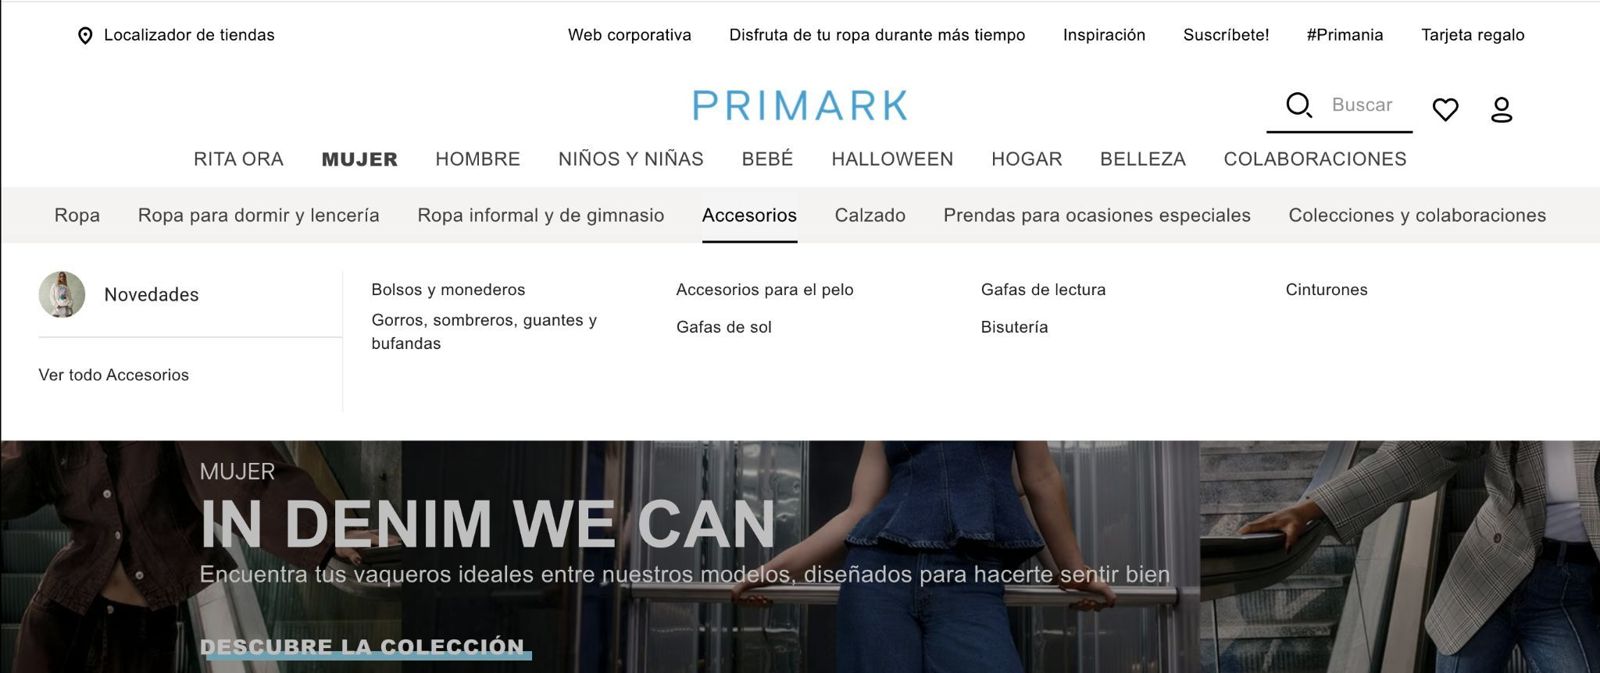 Localizador de tiendas
Web corporativa
Disfruta de tu ropa durante más tiempo
Inspiración
Suscríbete!
#Primania
Tarjeta regalo
PRIMARK
Buscar
RITA ORA
MUJER
HOMBRE
NIÑOS Y NIÑAS
BEBÉ
HALLOWEEN
HOGAR
BELLEZA
COLABORACIONES
Ropa
Ropa para dormir y lencería
Ropa informal y de gimnasio
Accesorios
Calzado
Prendas para ocasiones especiales
Colecciones y colaboraciones
Novedades
Ver todo Accesorios
Bolsos y monederos
Gorros, sombreros, guantes y
bufandas
Accesorios para el pelo
Gafas de sol
Gafas de lectura
Bisutería
Cinturones
MUJER
IN DENIM WE CAN
Encuentra tus vaqueros ideales entre nuestros modelos, diseñados para hacerte sentir bien
DESCUBRE LA COLECCIÓN